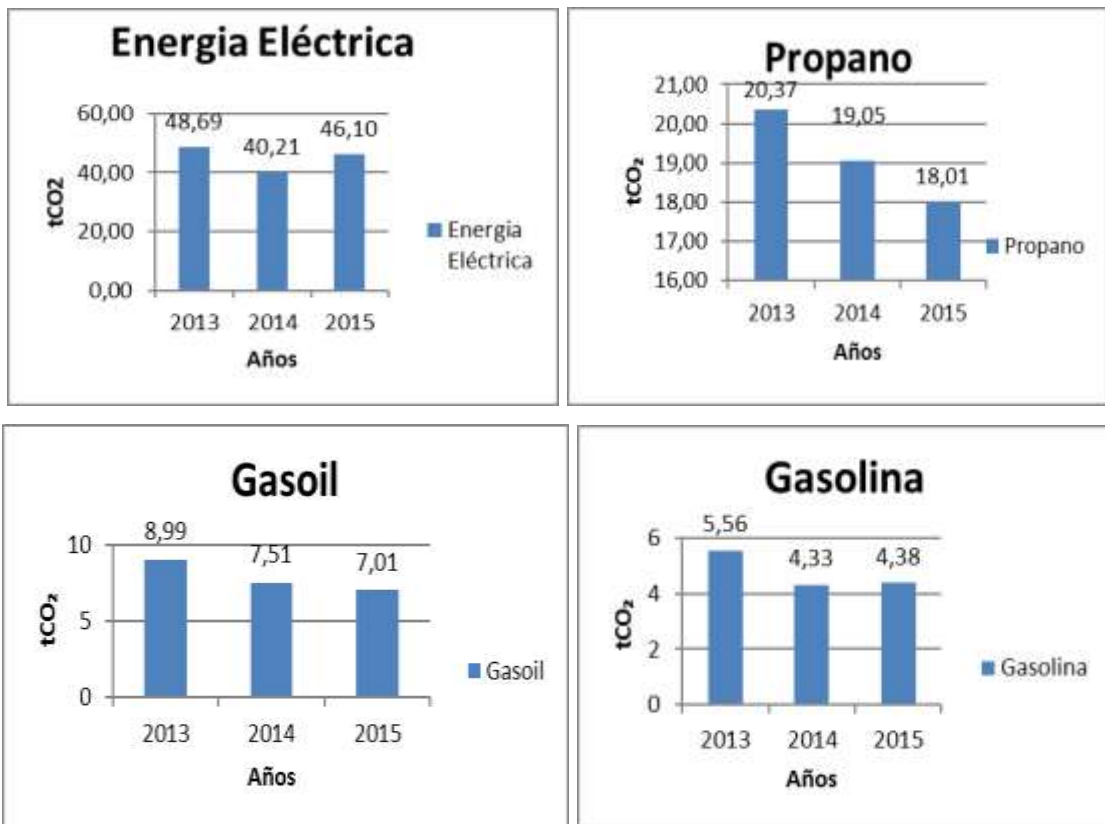 Energia Eléctrica
60,00
40,00
20,00
0,00
48,69
40,21
46,10
tCO2
2013 2014 2015
Años
Energia
Eléctrica
Propano
21,00
20,00
19,00
18,00
17,00
16,00
20,37
19,05
18,01
tCO₂
2013 2014 2015
Años
Propano
Gasoil
10
5
0
8,99
7,51
7,01
tCO₂
2013 2014 2015
Años
Gasoil
Gasolina
6
4
2
0
5,56
4,33
4,38
tCO₂
2013 2014 2015
Años
Gasolina